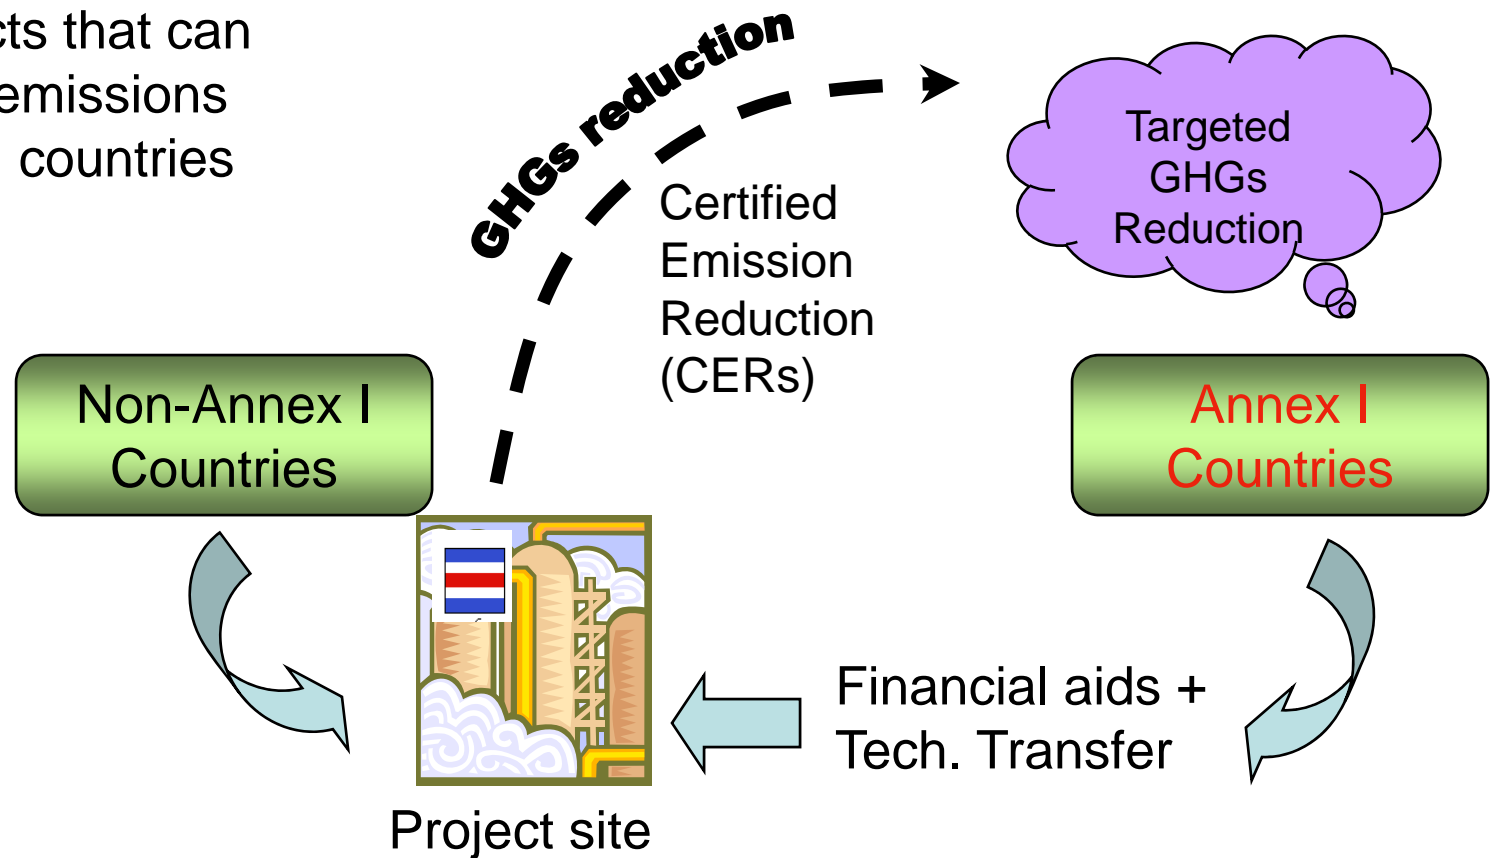 cts that can
emissions
countries
GHGs reduction
Targeted
GHGs
Reduction
Certified
Emission
Reduction
(CERs)
Non-Annex I
Countries
Annex I
Countries
Financial aids +
Tech. Transfer
Project site